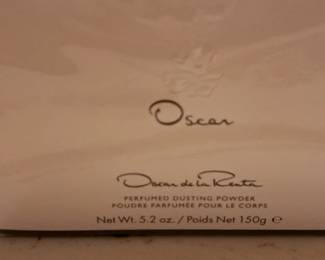 Oscar
Oscar de la Renta
PERFUMED DUSTING POWDER
POUDRE PARFUMÉE POUR LE CORPS
Net Wt. 5.2 oz. / Poids Net 150g ℮